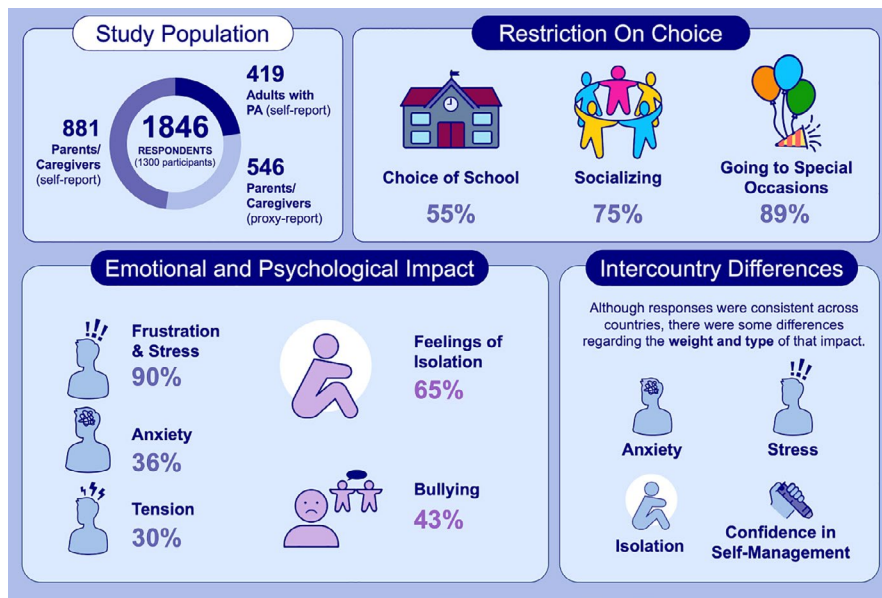 Study Population
419
Adults with
PA (self-report)
881
Parents/
Caregivers
(self-report)
1846
RESPONDENTS
(1300 participants)
546
Parents/
Caregivers
(proxy-report)
Restriction On Choice
Choice of School
55%
Socializing
75%
Going to Special
Occasions
89%
Emotional and Psychological Impact
Frustration
& Stress
90%
Anxiety
36%
Tension
30%
Feelings of
Isolation
65%
Bullying
43%
Intercountry Differences
Although responses were consistent across
countries, there were some differences
regarding the weight and type of that impact.
Anxiety
Stress
Isolation
Confidence in
Self-Management